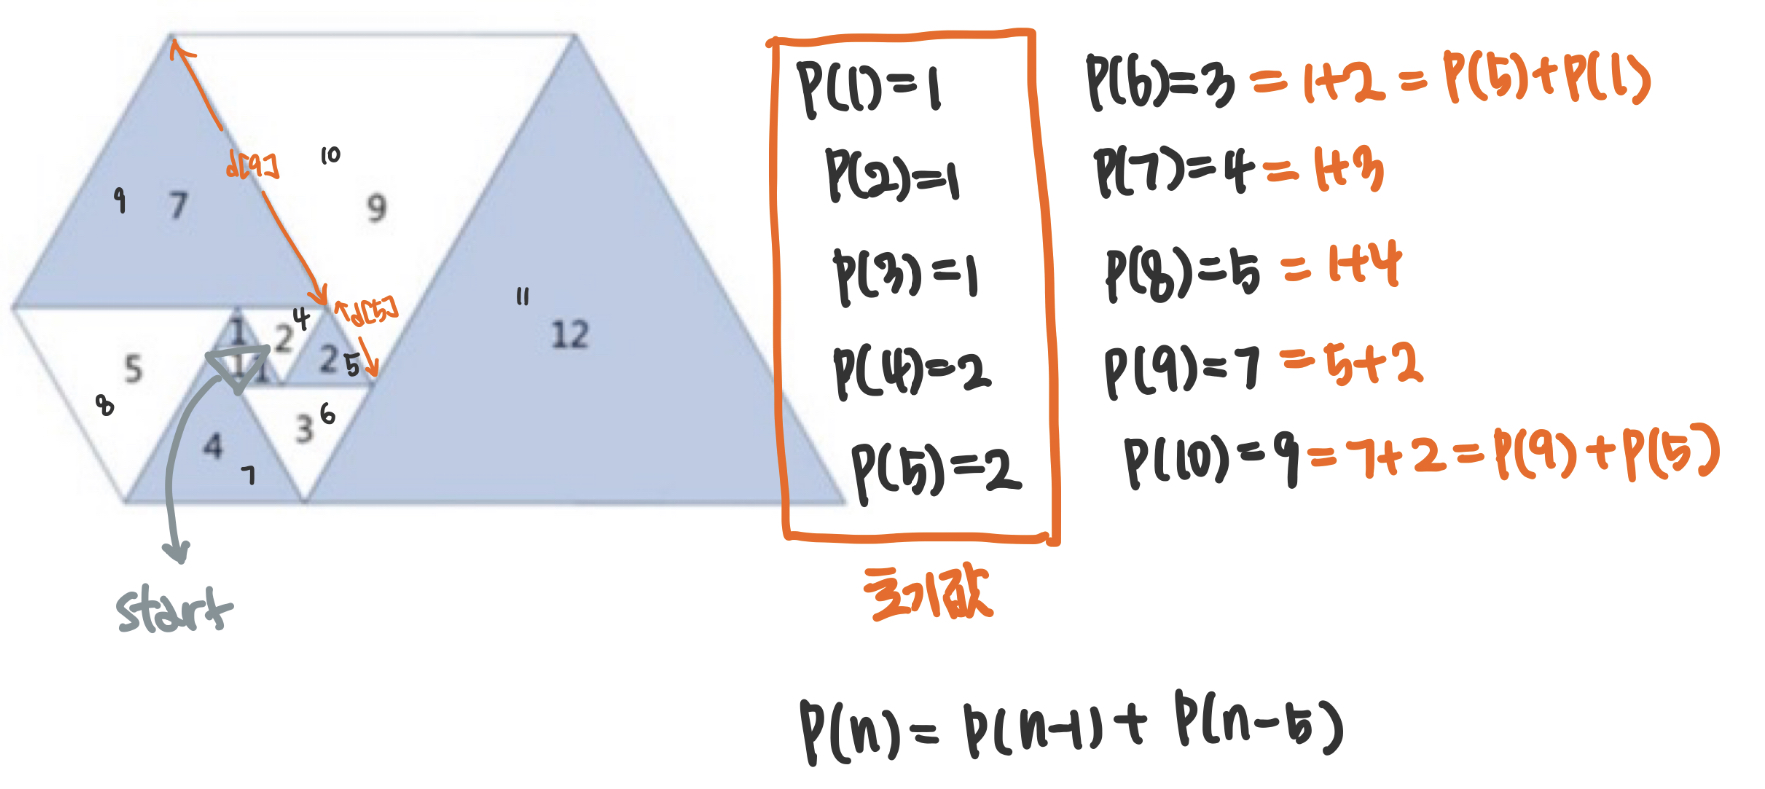 d[9]
10
9 7
9
11
12
1
2 4
d[5]
5
1 1
2 5
8
4
7
3 6
start
P(1)=1
P(2)=1
P(3)=1
P(4)=2
P(5)=2
초기값
P(6)=3 = 1+2 = P(5)+P(1)
P(7)=4 = 1+3
P(8)=5 = 1+4
P(9)=7 = 5+2
P(10)=9 = 7+2 = P(9)+P(5)
P(n) = P(n-1) + P(n-5)